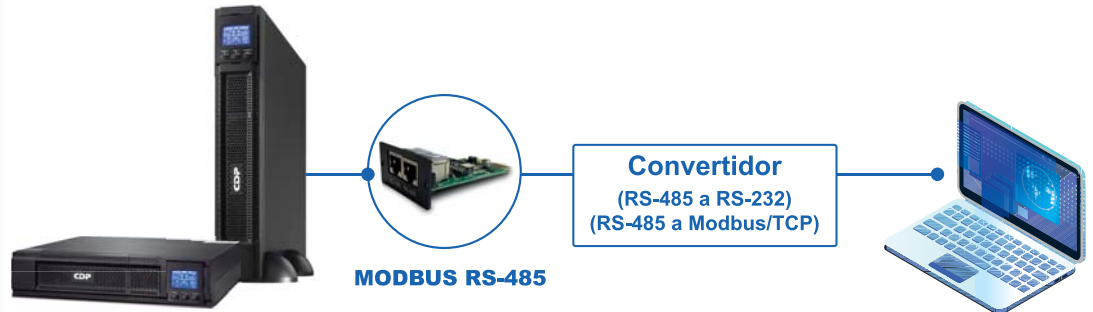 CDP
CDP
MODBUS RS-485
Convertidor
(RS-485 a RS-232)
(RS-485 a Modbus/TCP)